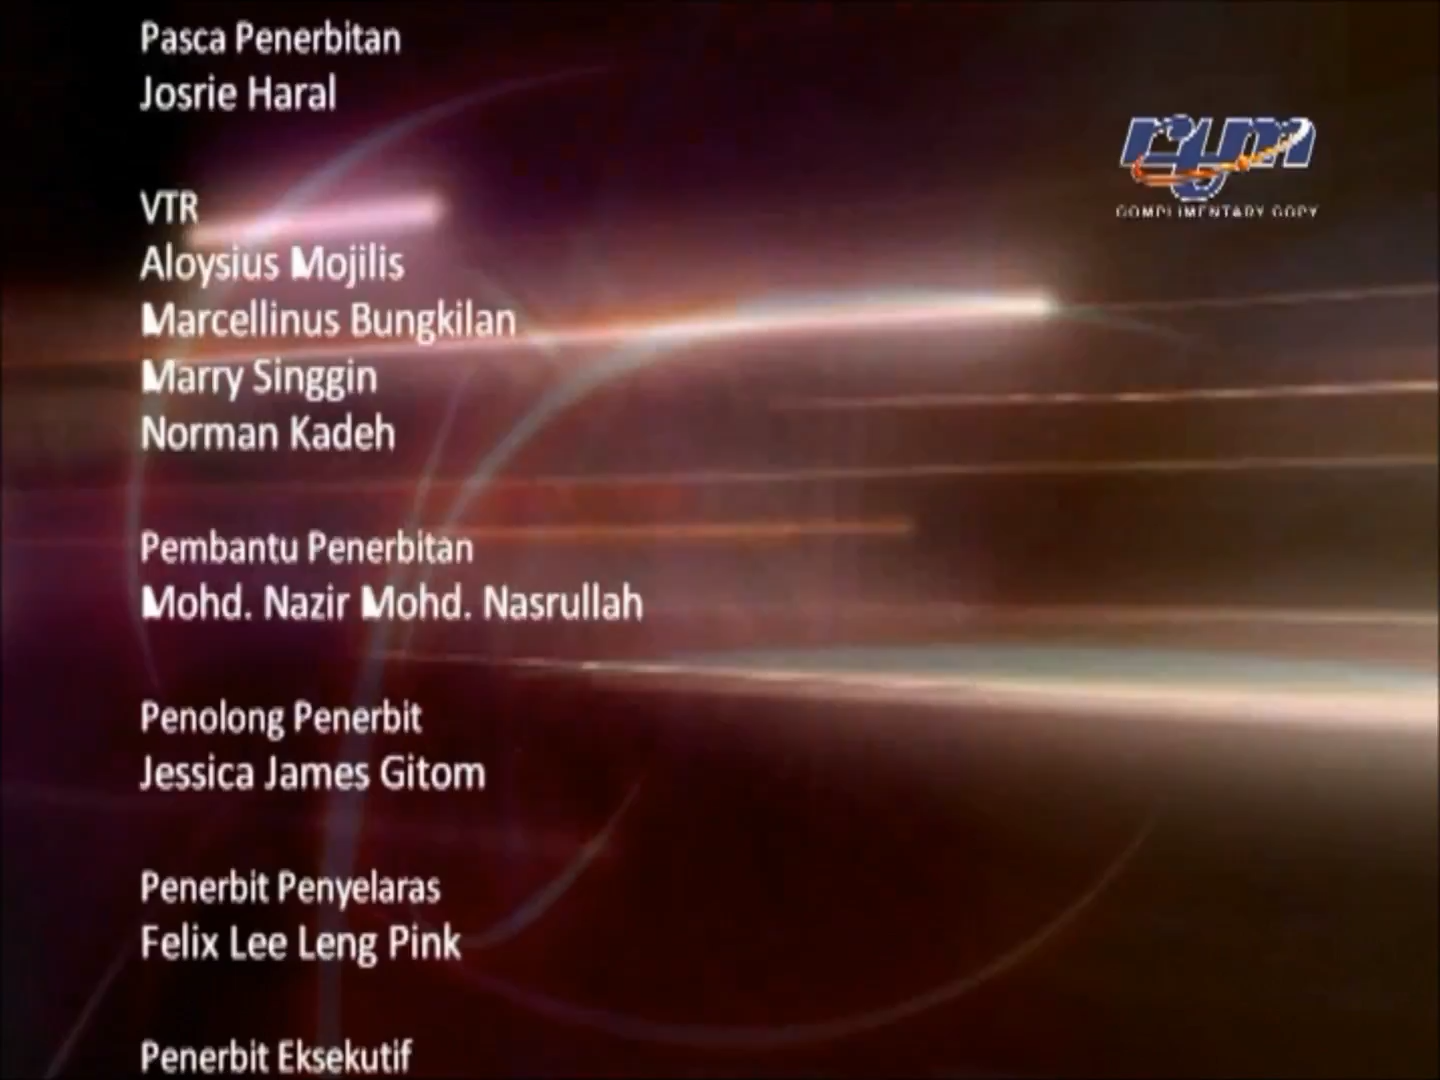 Pasca Penerbitan
Josrie Haral
VTR
Aloysius Mojilis
Marcellinus Bungkilan
Marry Singgin
Norman Kadeh
Pembantu Penerbitan
Mohd. Nazir Mohd. Nasrullah
Penolong Penerbit
Jessica James Gitom
Penerbit Penyelaras
Felix Lee Leng Pink
Penerbit Eksekutif
rym
COMPLIMENTARY COPY